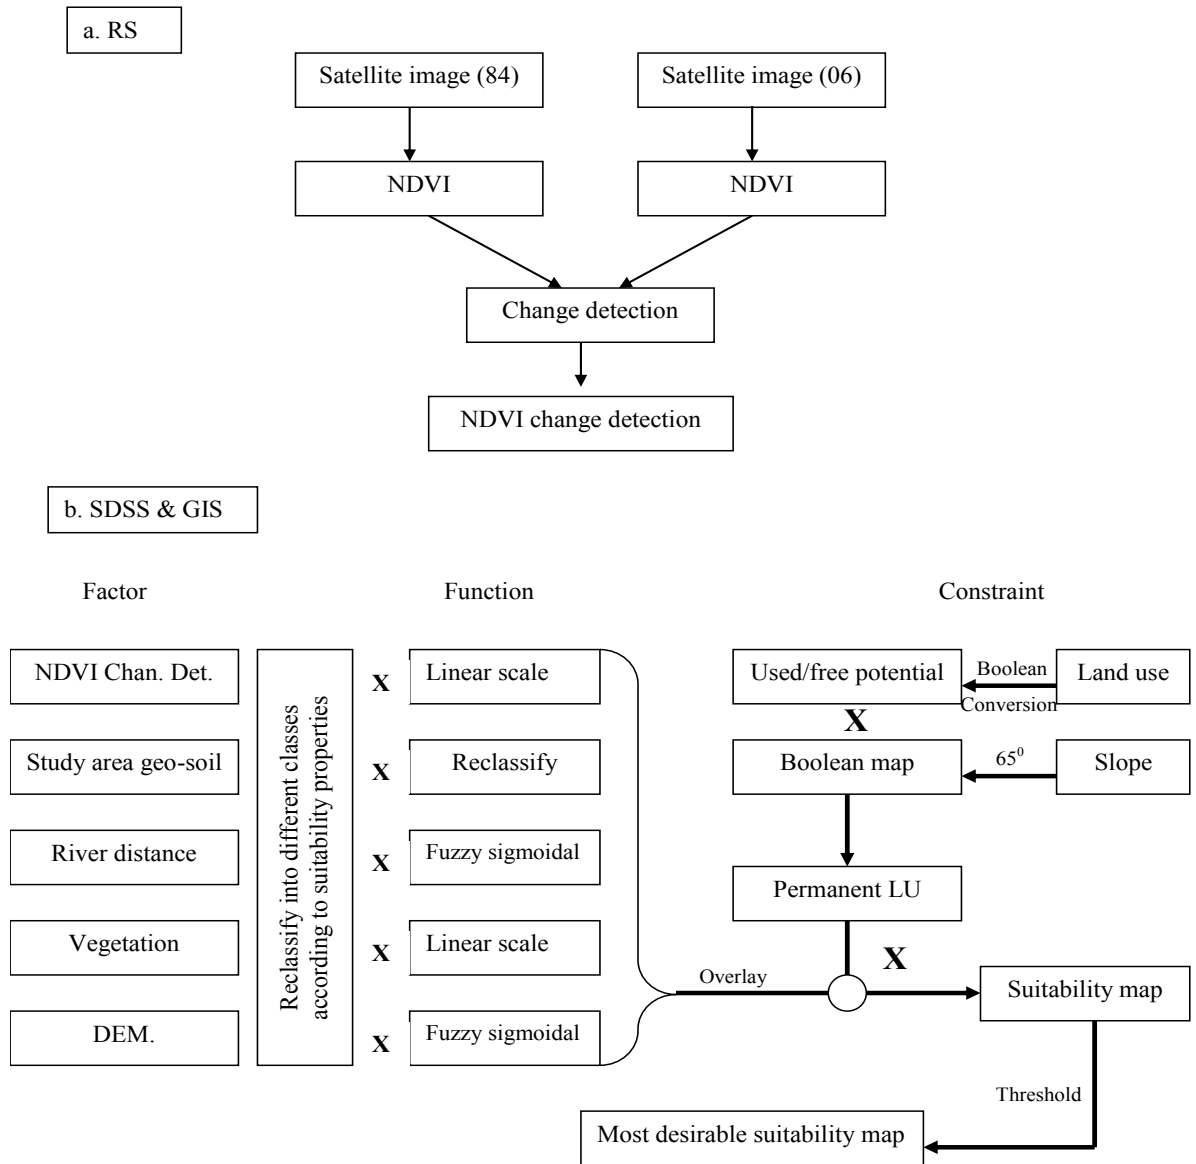 a. RS
Satellite image (84)
Satellite image (06)
NDVI
NDVI
Change detection
NDVI change detection
b. SDSS & GIS
Factor
Function
Constraint
NDVI Chan. Det.
Study area geo-soil
River distance
Vegetation
DEM.
Reclassify into different classes
according to suitability properties
X
X
X
X
X
Linear scale
Reclassify
Fuzzy sigmoidal
Linear scale
Fuzzy sigmoidal
Used/free potential
Boolean
Conversion
Land use
X
Boolean map
65⁰
Slope
Permanent LU
X
Overlay
Suitability map
Threshold
Most desirable suitability map